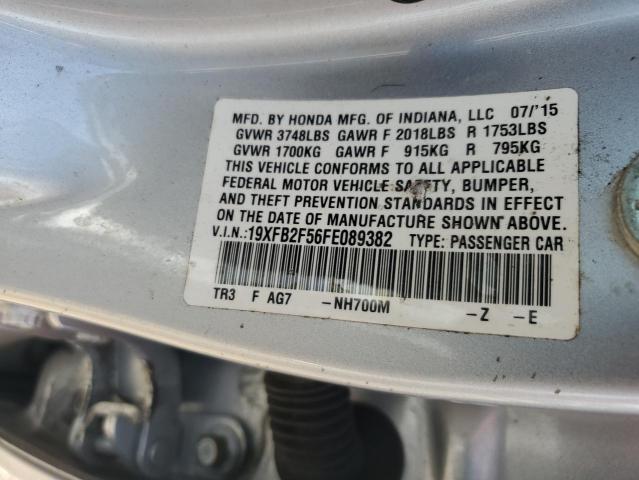 MFD. BY HONDA MFG. OF INDIANA, LLC 07/'15
GVWR 3748LBS GAWR F 2018LBS R 1753LBS
GVWR 1700KG GAWR F 915KG R 795KG
THIS VEHICLE CONFORMS TO ALL APPLICABLE
FEDERAL MOTOR VEHICLE SAFETY, BUMPER,
AND THEFT PREVENTION STANDARDS IN EFFECT
ON THE DATE OF MANUFACTURE SHOWN ABOVE.
V.I.N.:19XFB2F56FE089382 TYPE: PASSENGER CAR
TR3 F AG7 -NH700M -Z -E